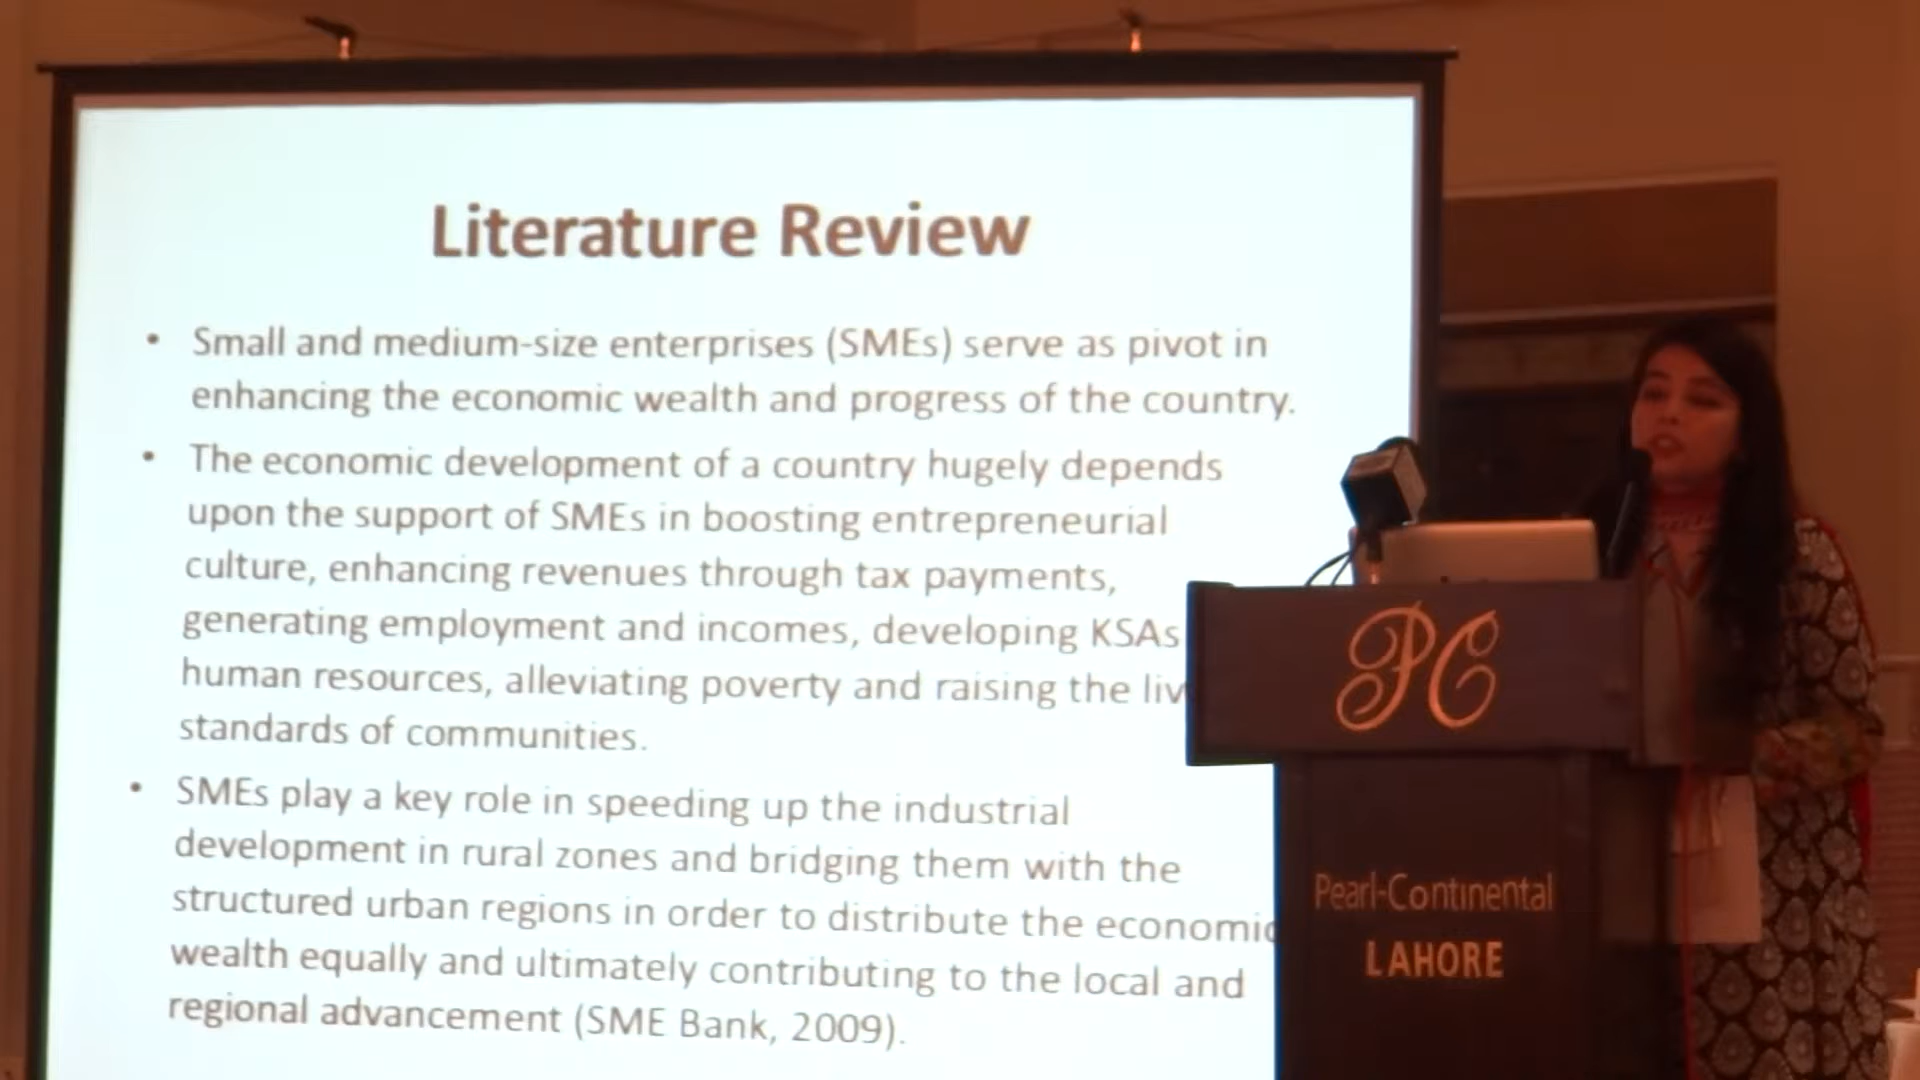 Literature Review
• Small and medium-size enterprises (SMEs) serve as pivot in
enhancing the economic wealth and progress of the country.
• The economic development of a country hugely depends
upon the support of SMEs in boosting entrepreneurial
culture, enhancing revenues through tax payments,
generating employment and incomes, developing KSAs
human resources, alleviating poverty and raising the liv
standards of communities.
• SMEs play a key role in speeding up the industrial
development in rural zones and bridging them with the
structured urban regions in order to distribute the economic
wealth equally and ultimately contributing to the local and
regional advancement (SME Bank, 2009).
PC
Pearl-Continental
LAHORE